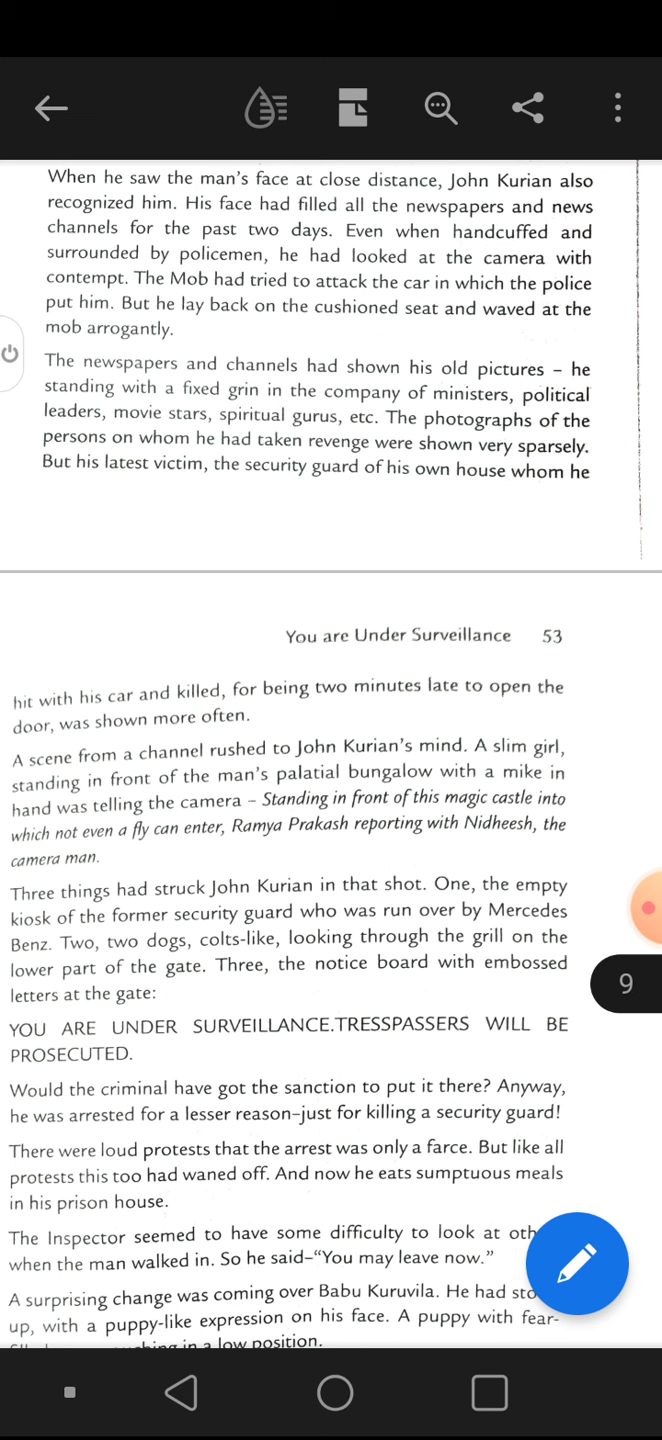 When he saw the man's face at close distance, John Kurian also
recognized him. His face had filled all the newspapers and news
channels for the past two days. Even when handcuffed and
surrounded by policemen, he had looked at the camera with
contempt. The Mob had tried to attack the car in which the police
put him. But he lay back on the cushioned seat and waved at the
mob arrogantly.
The newspapers and channels had shown his old pictures – he
standing with a fixed grin in the company of ministers, political
leaders, movie stars, spiritual gurus, etc. The photographs of the
persons on whom he had taken revenge were shown very sparsely.
But his latest victim, the security guard of his own house whom he
You are Under Surveillance 53
hit with his car and killed, for being two minutes late to open the
door, was shown more often.
A scene from a channel rushed to John Kurian's mind. A slim girl,
standing in front of the man's palatial bungalow with a mike in
hand was telling the camera – Standing in front of this magic castle into
which not even a fly can enter, Ramya Prakash reporting with Nidheesh, the
camera man.
Three things had struck John Kurian in that shot. One, the empty
kiosk of the former security guard who was run over by Mercedes
Benz. Two, two dogs, colts-like, looking through the grill on the
lower part of the gate. Three, the notice board with embossed
letters at the gate:
9
YOU ARE UNDER SURVEILLANCE.TRESSPASSERS WILL BE
PROSECUTED.
Would the criminal have got the sanction to put it there? Anyway,
he was arrested for a lesser reason–just for killing a security guard!
There were loud protests that the arrest was only a farce. But like all
protests this too had waned off. And now he eats sumptuous meals
in his prison house.
The Inspector seemed to have some difficulty to look at
when the man walked in. So he said–"You may leave now."
A surprising change was coming over Babu Kuruvila. He had
up, with a puppy-like expression on his face. A puppy with fear-
in a low position.